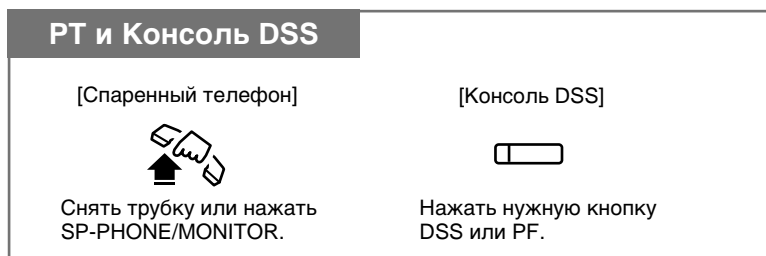 РТ и Консоль DSS
[Спаренный телефон]
[Консоль DSS]
Снять трубку или нажать
SP-PHONE/MONITOR.
Нажать нужную кнопку
DSS или PF.